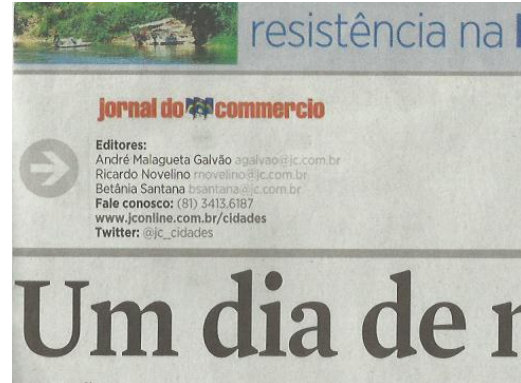 resistência na
jornal do commercio
Editores:
André Malagueta Galvão agalvao@jc.com.br
Ricardo Novelino rnovelino@jc.com.br
Betânia Santana bsantana@jc.com.br
Fale conosco: (81) 3413.6187
www.jconline.com.br/cidades
Twitter: @jc_cidades
Um dia de